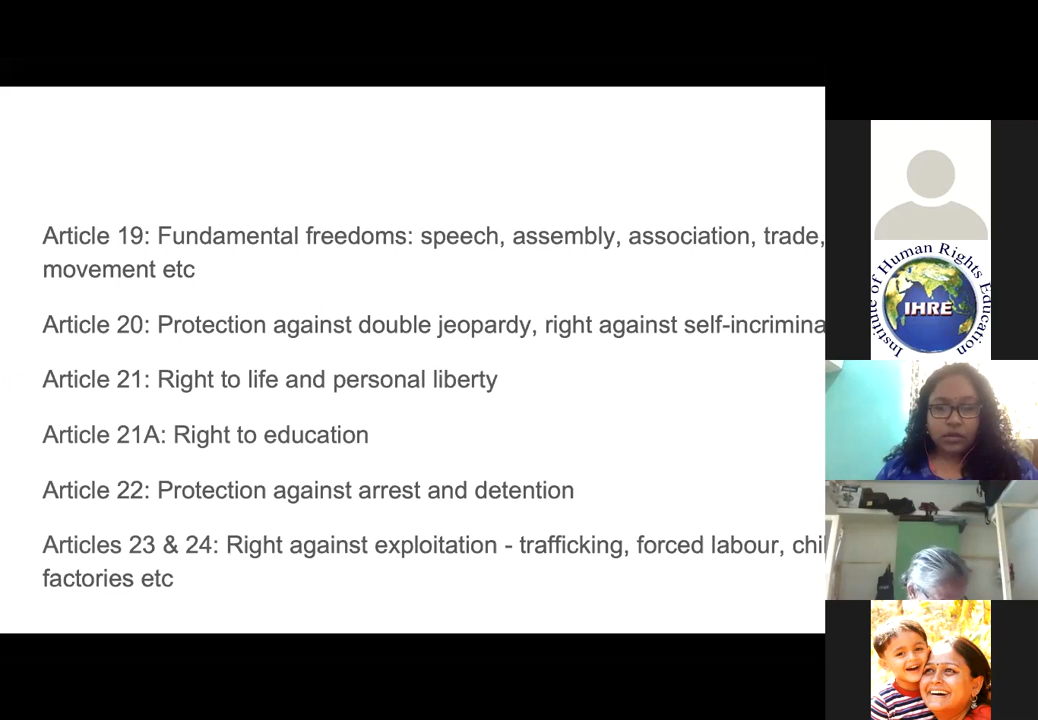 Article 19: Fundamental freedoms: speech, assembly, association, trade,
movement etc
Article 20: Protection against double jeopardy, right against self-incrimina
Article 21: Right to life and personal liberty
Article 21A: Right to education
Article 22: Protection against arrest and detention
Articles 23 & 24: Right against exploitation - trafficking, forced labour, chil
factories etc
Institute of Human Rights Education
IHRE